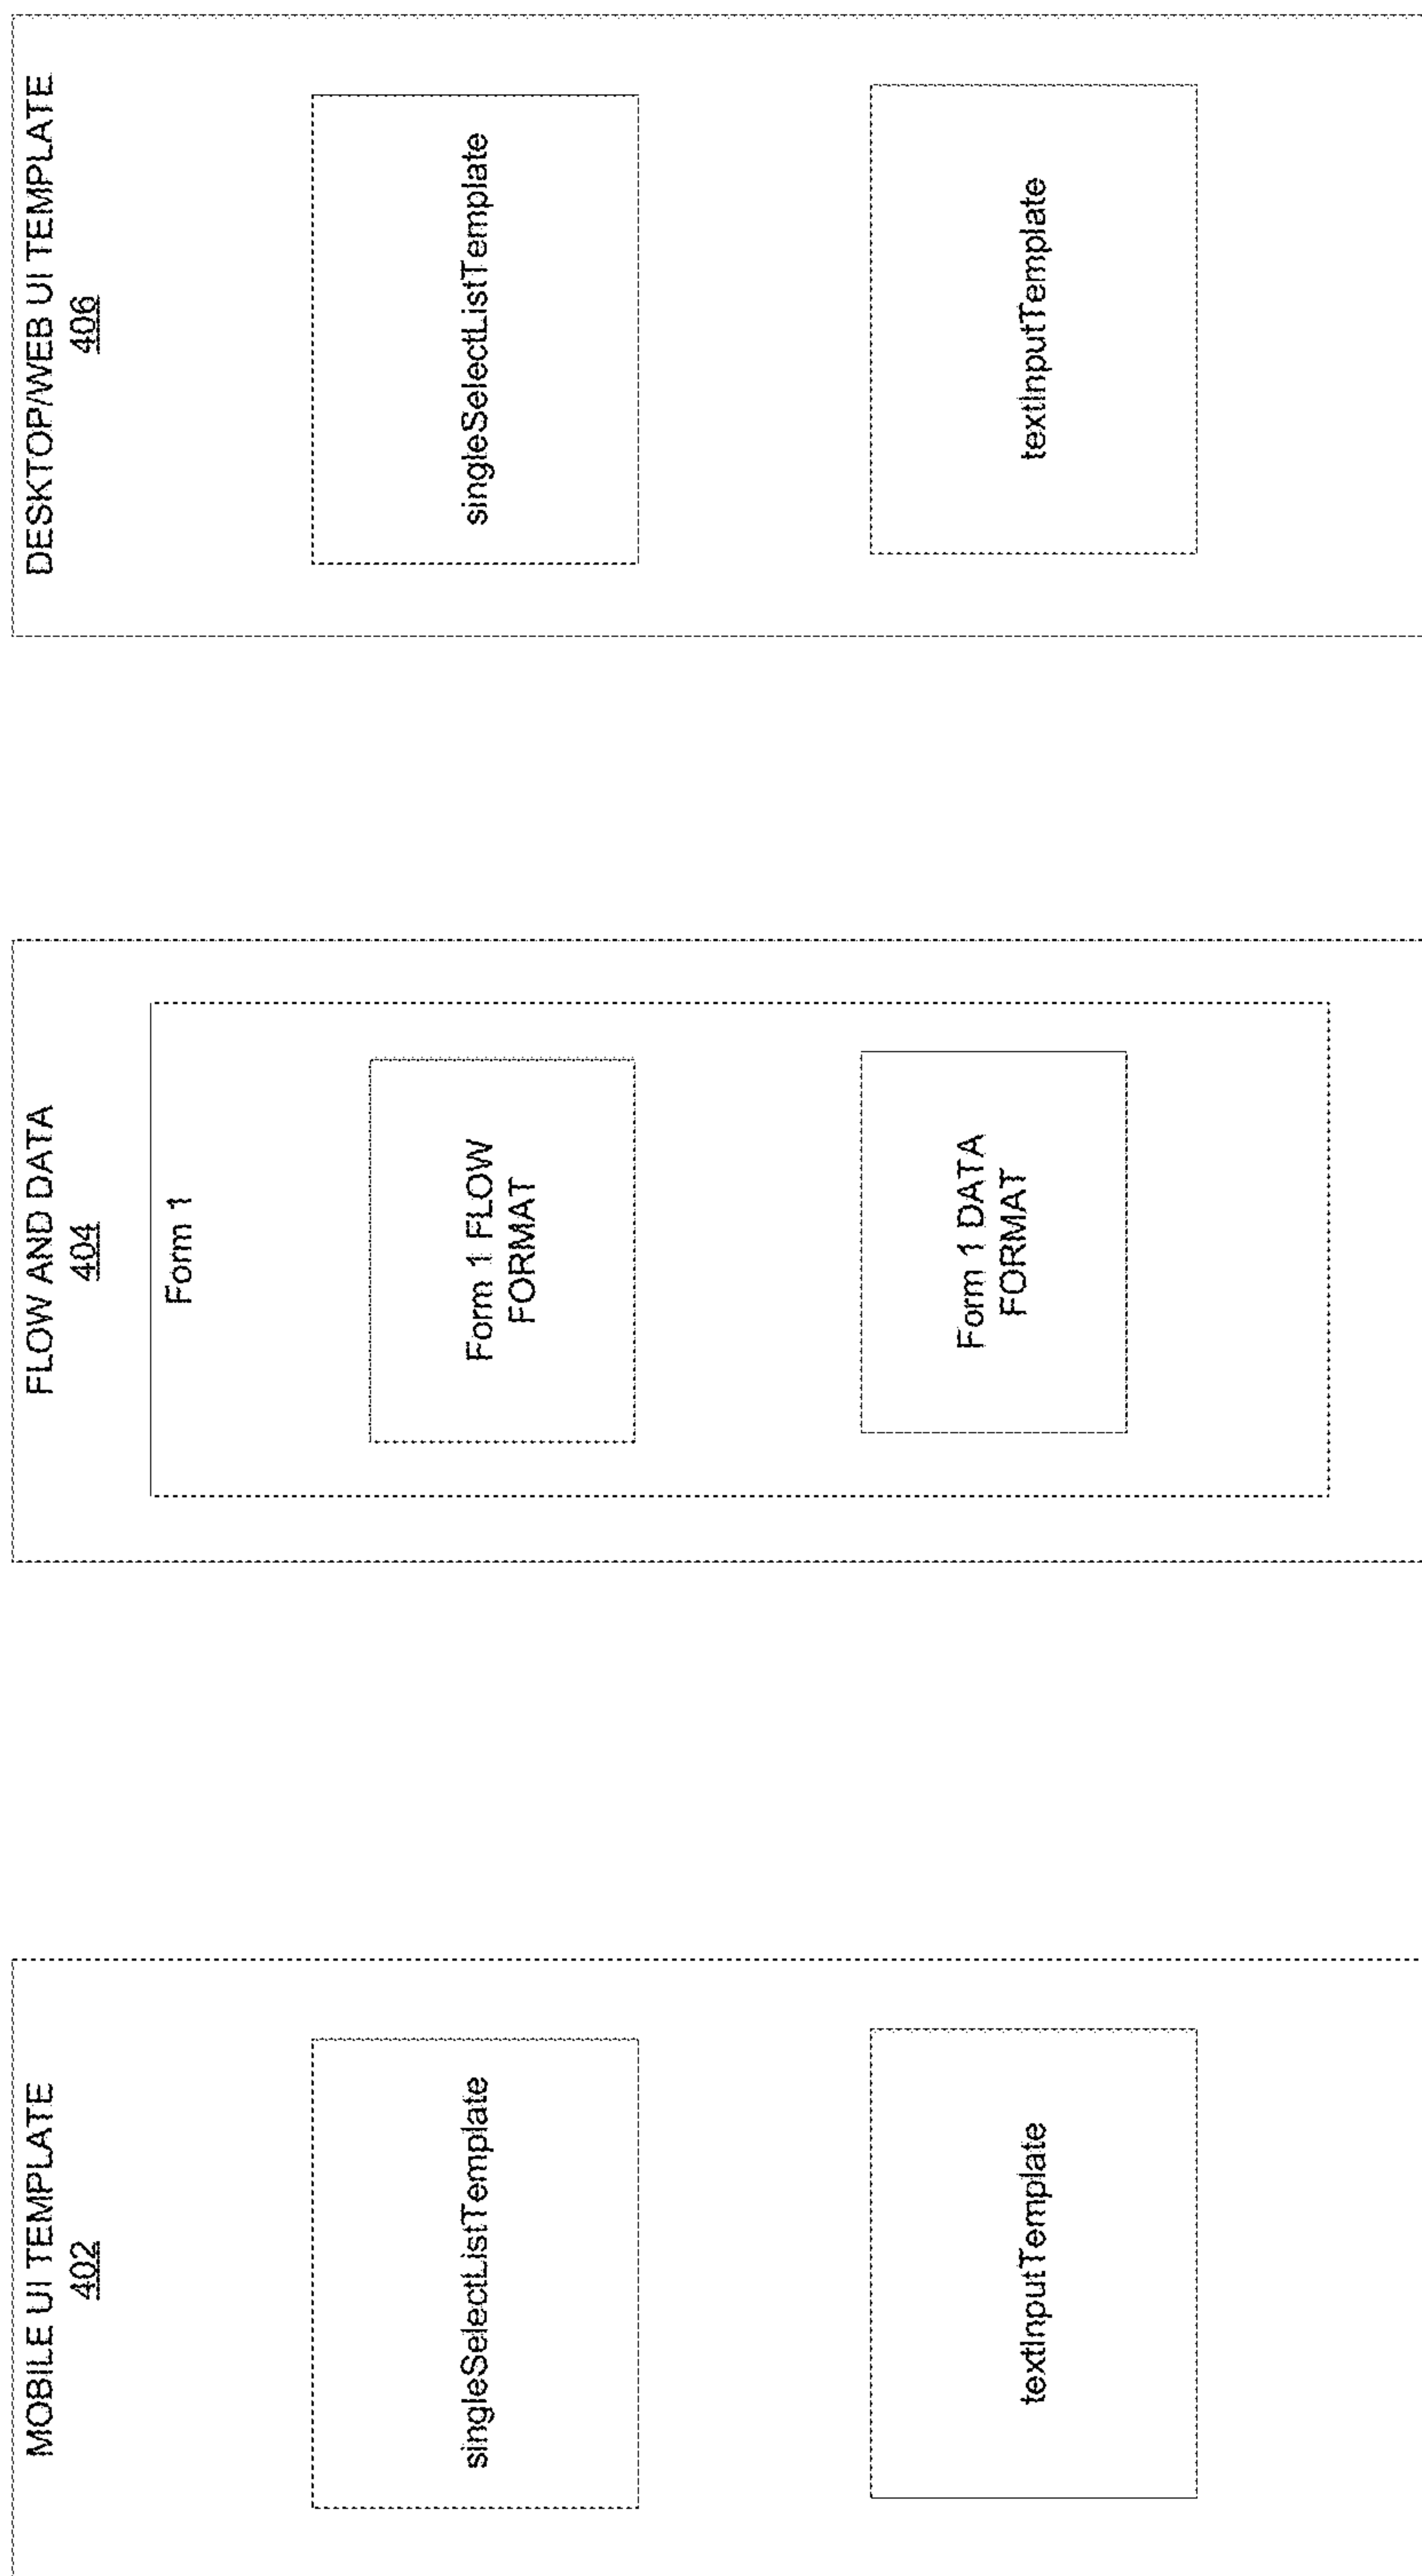 MOBILE UI TEMPLATE
402
singleSelectListTemplate
textInputTemplate
FLOW AND DATA
404
Form 1
Form 1 FLOW
FORMAT
Form 1 DATA
FORMAT
DESKTOP/WEB UI TEMPLATE
406
singleSelectListTemplate
textInputTemplate